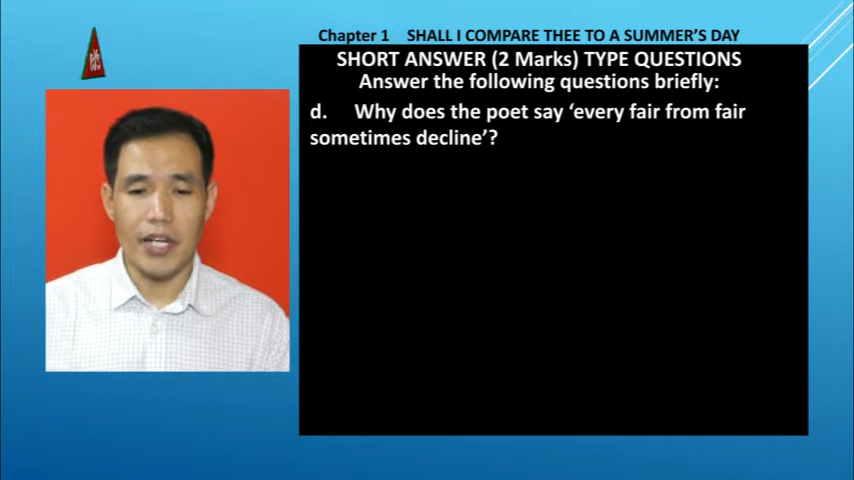 Chapter 1 SHALL I COMPARE THEE TO A SUMMER'S DAY
SHORT ANSWER (2 Marks) TYPE QUESTIONS
Answer the following questions briefly:
d. Why does the poet say ‘every fair from fair
sometimes decline’?